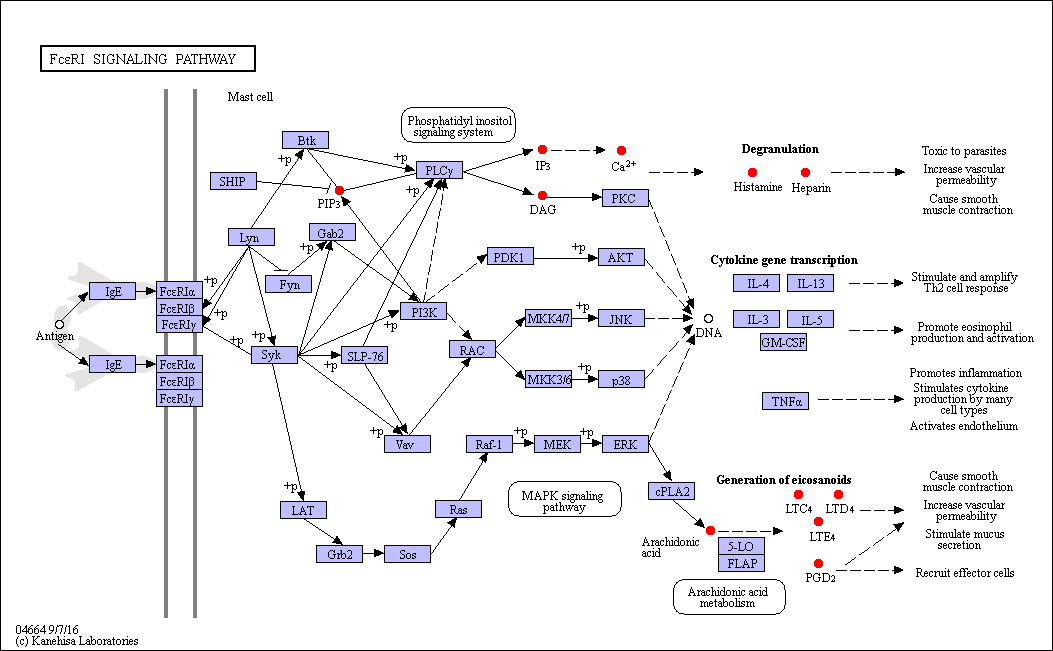 FcεRI SIGNALING PATHWAY
Mast cell
Phosphatidyl inositol
signaling system
Btk
+p
+p
PLCγ
+p
SHIP
PIP3
IP3
Ca2+
DAG
PKC
Degranulation
Histamine
Heparin
Toxic to parasites
Increase vascular
permeability
Cause smooth
muscle contraction
Lyn
Gab2
+p
Fyn
PDK1
+p
AKT
Cytokine gene transcription
IL-4
IL-13
Stimulate and amplify
Th2 cell response
IL-3
IL-5
GM-CSF
Promote eosinophil
production and activation
IgE
FcεRIα
FcεRIβ
FcεRIγ
+p
Antigen
IgE
FcεRIα
FcεRIβ
FcεRIγ
+p
Syk
+p
SLP-76
PI3K
+p
RAC
MKK4/7
+p
JNK
MKK3/6
+p
p38
DNA
TNFα
Promotes inflammation
Stimulates cytokine
production by many
cell types
Activates endothelium
+p
Vav
Raf-1
+p
MEK
+p
ERK
+p
LAT
Grb2
Sos
Ras
MAPK signaling
pathway
cPLA2
Arachidonic
acid
5-LO
FLAP
Arachidonic acid
metabolism
Generation of eicosanoids
LTC4
LTD4
LTE4
PGD2
Cause smooth
muscle contraction
Increase vascular
permeability
Stimulate mucus
secretion
Recruit effector cells
04664 9/7/16
(c) Kanehisa Laboratories